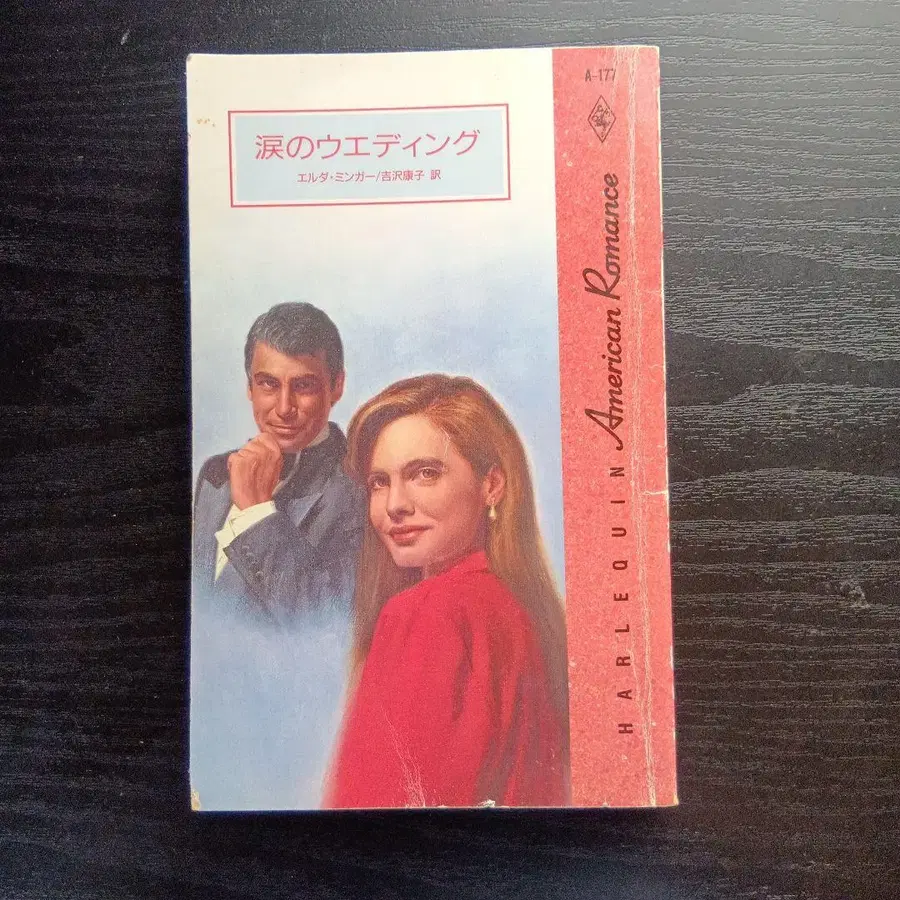 涙のウエディング
エルダ・ミンガー/吉沢康子 訳
A-177
HARLEQUIN American Romance